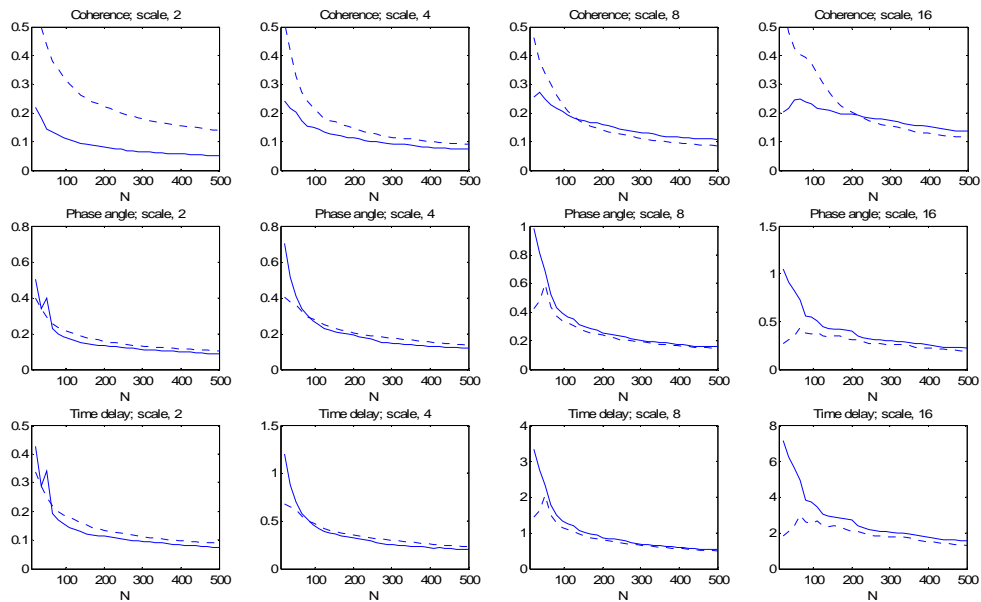 Coherence; scale, 2
Coherence; scale, 4
Coherence; scale, 8
Coherence; scale, 16
0.5
0.4
0.3
0.2
0.1
0
100 200 300 400 500
N
0.5
0.4
0.3
0.2
0.1
0
100 200 300 400 500
N
0.5
0.4
0.3
0.2
0.1
0
100 200 300 400 500
N
0.5
0.4
0.3
0.2
0.1
0
100 200 300 400 500
N
Phase angle; scale, 2
Phase angle; scale, 4
Phase angle; scale, 8
Phase angle; scale, 16
0.8
0.6
0.4
0.2
0
100 200 300 400 500
N
0.8
0.6
0.4
0.2
0
100 200 300 400 500
N
1
0.8
0.6
0.4
0.2
0
100 200 300 400 500
N
1.5
1
0.5
0
100 200 300 400 500
N
Time delay; scale, 2
Time delay; scale, 4
Time delay; scale, 8
Time delay; scale, 16
0.5
0.4
0.3
0.2
0.1
0
100 200 300 400 500
N
1.5
1
0.5
0
100 200 300 400 500
N
4
3
2
1
0
100 200 300 400 500
N
8
6
4
2
0
100 200 300 400 500
N